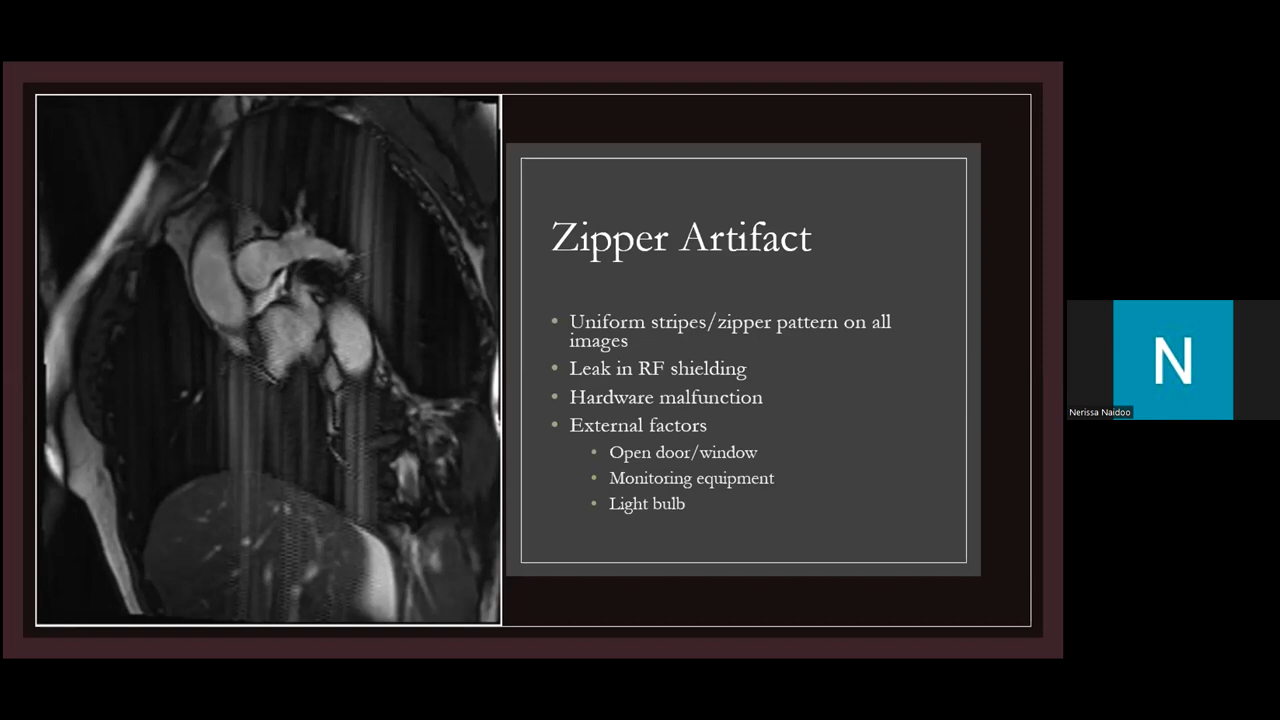 Zipper Artifact
• Uniform stripes/zipper pattern on all
images
• Leak in RF shielding
• Hardware malfunction
• External factors
• Open door/window
• Monitoring equipment
• Light bulb
N
Nerissa Naidoo